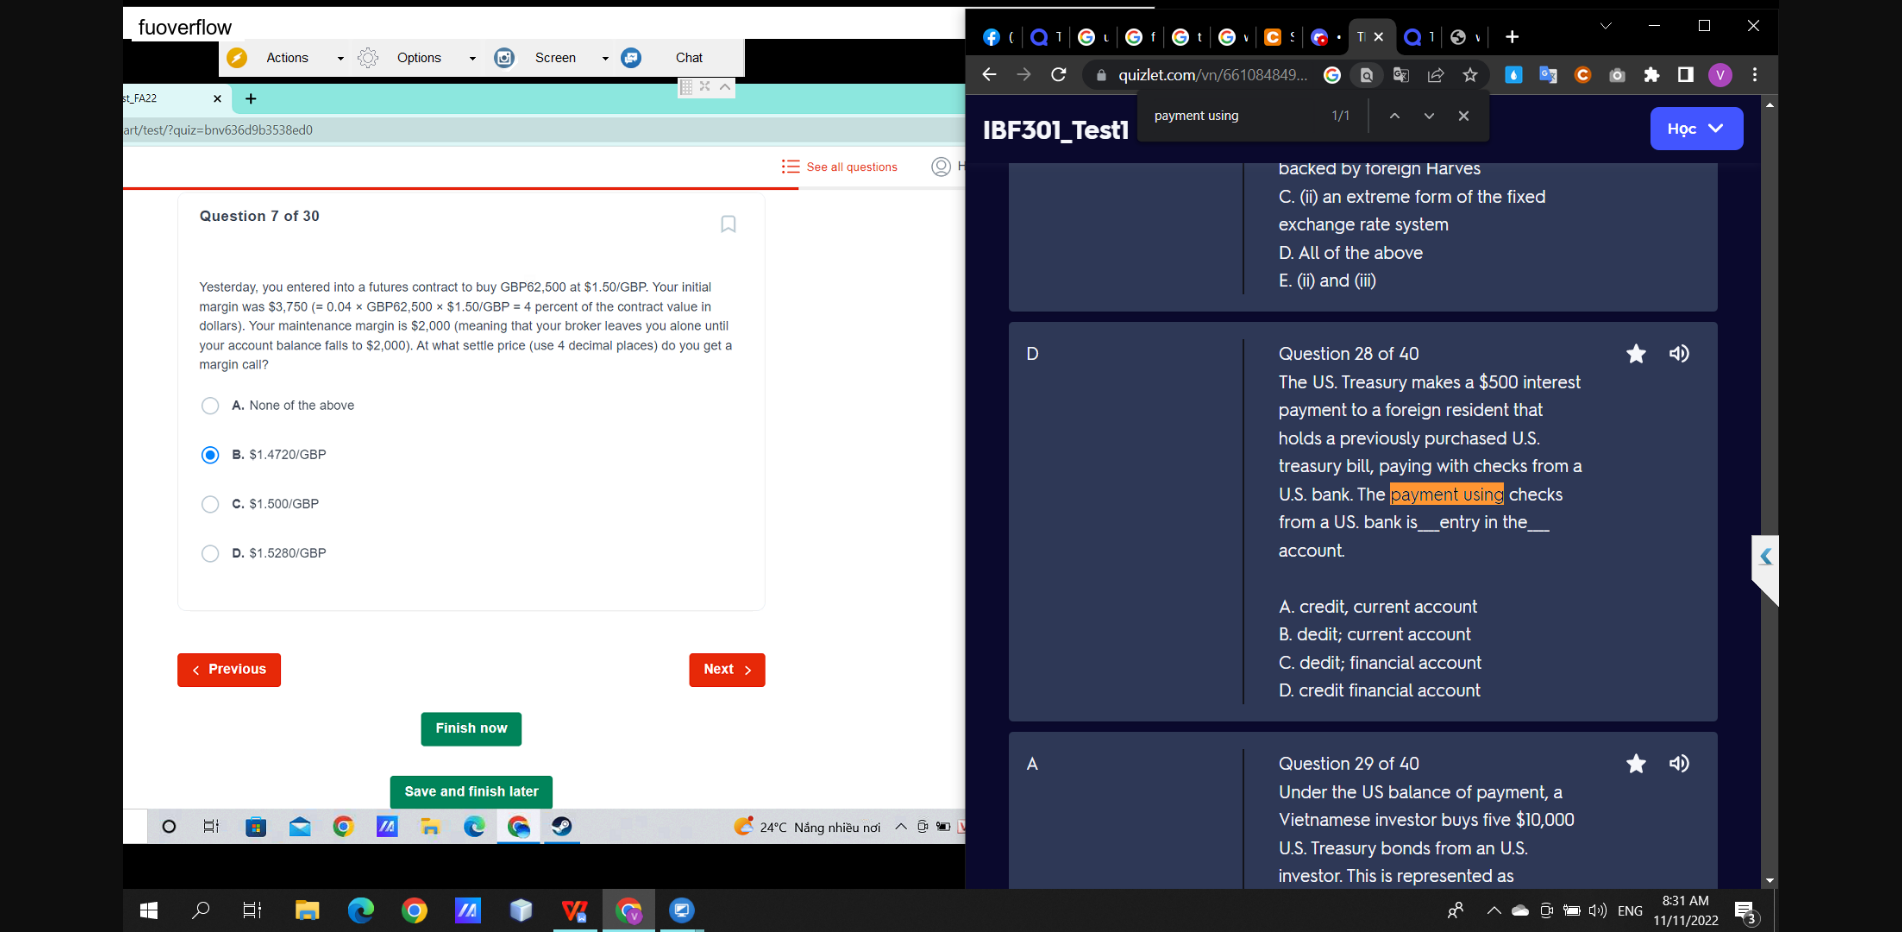 fuoverflow
Actions
Options
Screen
Chat
st_FA22
art/test/?quiz=bnv636d9b3538ed0
See all questions
Question 7 of 30
Yesterday, you entered into a futures contract to buy GBP62,500 at $1.50/GBP. Your initial
margin was $3,750 (= 0.04 × GBP62,500 × $1.50/GBP = 4 percent of the contract value in
dollars). Your maintenance margin is $2,000 (meaning that your broker leaves you alone until
your account balance falls to $2,000). At what settle price (use 4 decimal places) do you get a
margin call?
A. None of the above
B. $1.4720/GBP
C. $1.500/GBP
D. $1.5280/GBP
Previous
Next
Finish now
Save and finish later
24°C Nắng nhiều nơi
quizlet.com/vn/661084849...
payment using 1/1
IBF301_Test1
Học
backed by foreign Harves
C. (ii) an extreme form of the fixed
exchange rate system
D. All of the above
E. (ii) and (iii)
D
Question 28 of 40
The US. Treasury makes a $500 interest
payment to a foreign resident that
holds a previously purchased U.S.
treasury bill, paying with checks from a
U.S. bank. The payment using checks
from a US. bank is___entry in the___
account.
A. credit, current account
B. dedit; current account
C. dedit; financial account
D. credit financial account
A
Question 29 of 40
Under the US balance of payment, a
Vietnamese investor buys five $10,000
U.S. Treasury bonds from an U.S.
investor. This is represented as
ENG
8:31 AM
11/11/2022
3